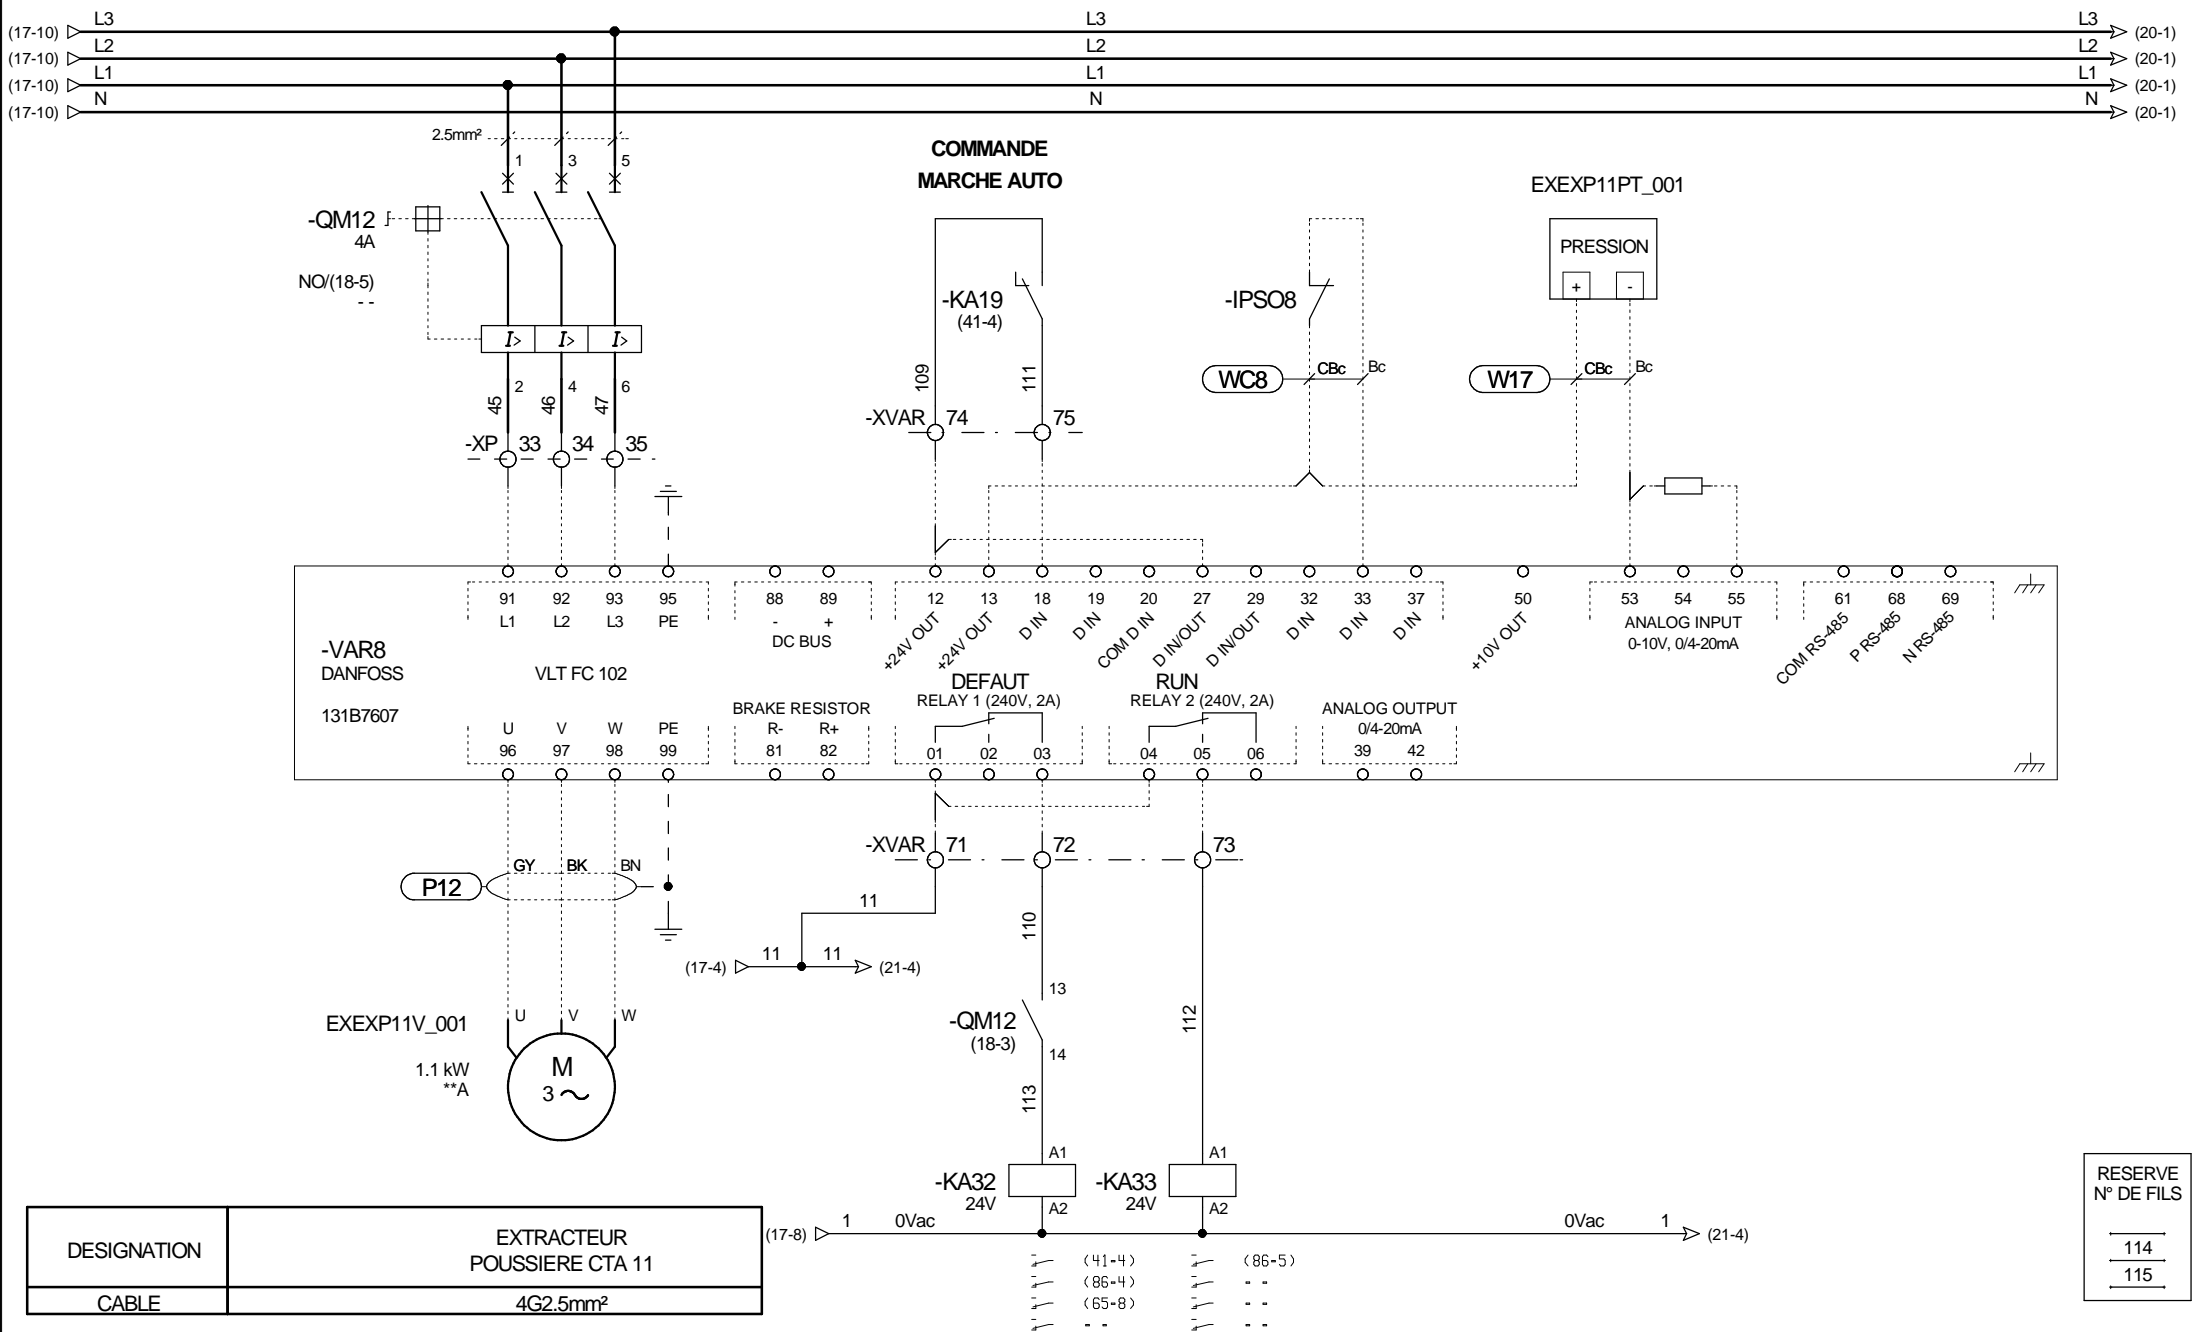 (17-10) L3 L3 L3 (20-1)
(17-10) L2 L2 L2 (20-1)
(17-10) L1 L1 L1 (20-1)
(17-10) N N N (20-1)
2.5mm²
1 3 5
COMMANDE
MARCHE AUTO
EXEXP11PT_001
-QM12
4A
NO/(18-5)
- -
PRESSION
+ -
-KA19
(41-4)
-IPSO8
I> I> I>
2 4 6
45 46 47
109 111
WC8 CBc Bc
W17 CBc Bc
-XVAR 74 75
-XP 33 34 35
91 92 93 95 88 89 12 13 18 19 20 27 29 32 33 37 50 53 54 55 61 68 69
L1 L2 L3 PE - +
DC BUS
+24V OUT
+24V OUT
D IN
D IN
COM D IN
D IN/OUT
D IN/OUT
D IN
D IN
D IN
+10V OUT
ANALOG INPUT
0-10V, 0/4-20mA
COM RS-485
P RS-485
N RS-485
-VAR8
DANFOSS VLT FC 102
131B7607
DEFAUT
RELAY 1 (240V, 2A)
RUN
RELAY 2 (240V, 2A)
BRAKE RESISTOR
R- R+
81 82
ANALOG OUTPUT
0/4-20mA
39 42
U V W PE
96 97 98 99
01 02 03 04 05 06
-XVAR 71 72 73
P12 GY BK BN
11
110
(17-4) 11 11 (21-4)
112
13
-QM12
(18-3)
14
113
EXEXP11V_001
U V W
1.1 kW
**A
M
3
A1 A1
-KA32
24V
-KA33
24V
A2 A2
(17-8) 1 0Vac 0Vac 1 (21-4)
(41-4) (86-5)
(86-4) - -
(65-8) - -
- - - -
DESIGNATION EXTRACTEUR
POUSSIERE CTA 11
CABLE 4G2.5mm²
RESERVE
N° DE FILS
114
115